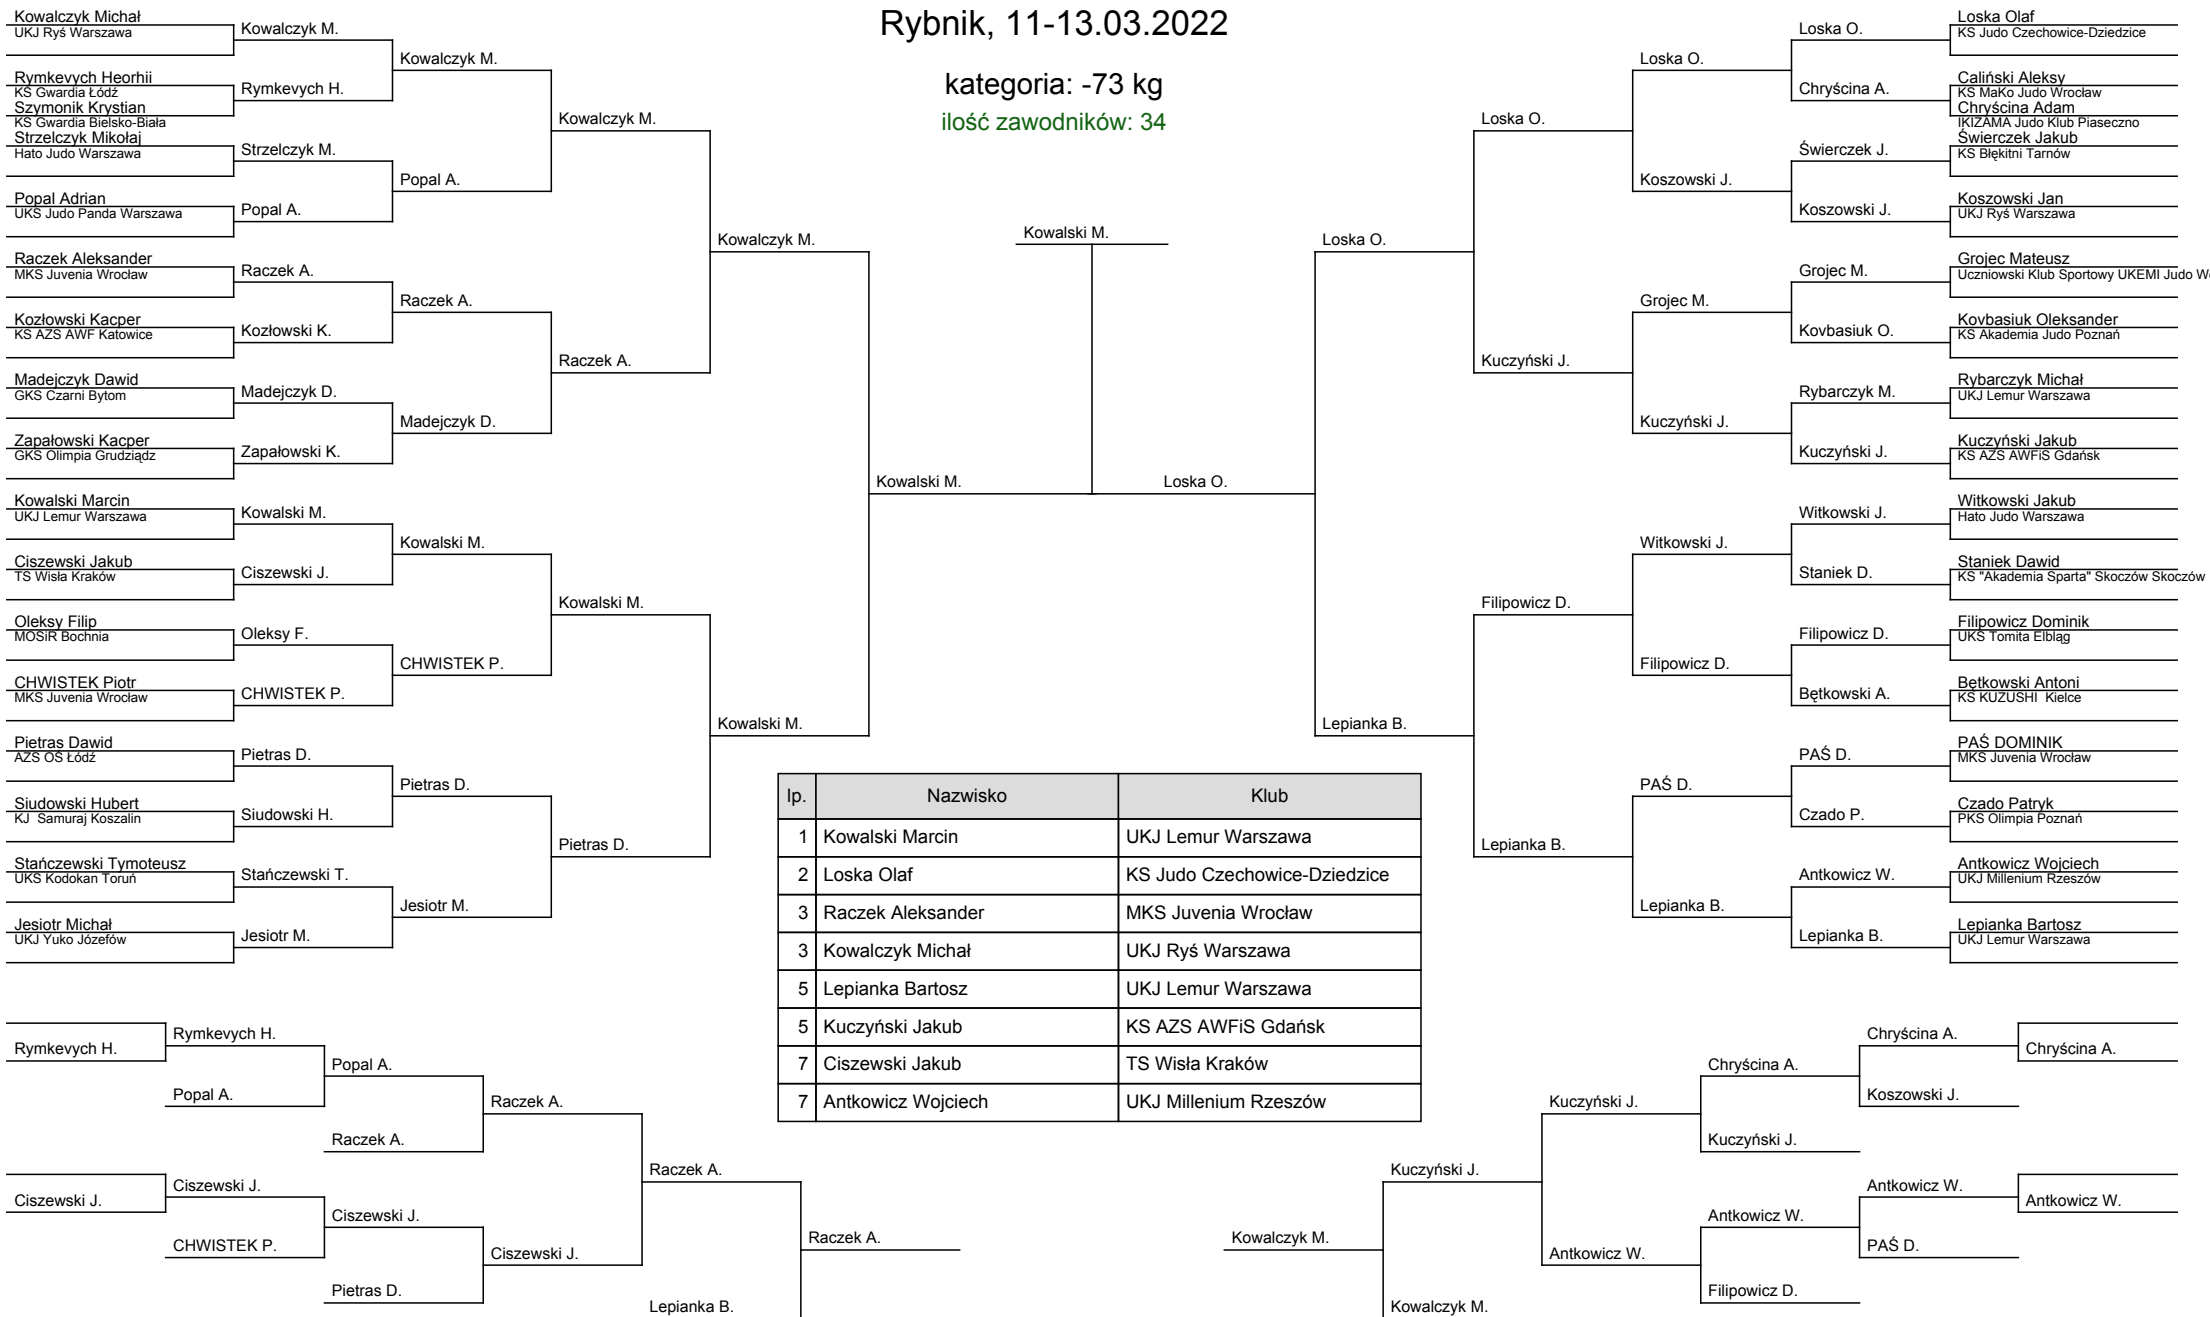 Rybnik, 11-13.03.2022
kategoria: -73 kg
ilość zawodników: 34
Kowalczyk Michał
UKJ Ryś Warszawa
Rymkevych Heorhii
KS Gwardia Łódź
Szymonik Krystian
KS Gwardia Bielsko-Biała
Strzelczyk Mikołaj
Hato Judo Warszawa
Popal Adrian
UKS Judo Panda Warszawa
Raczek Aleksander
MKS Juvenia Wrocław
Kozłowski Kacper
KS AZS AWF Katowice
Madejczyk Dawid
GKS Czarni Bytom
Zapałowski Kacper
GKS Olimpia Grudziądz
Kowalski Marcin
UKJ Lemur Warszawa
Ciszewski Jakub
TS Wisła Kraków
Oleksy Filip
MOSiR Bochnia
CHWISTEK Piotr
MKS Juvenia Wrocław
Pietras Dawid
AZS OŚ Łódź
Siudowski Hubert
KJ  Samuraj Koszalin
Stańczewski Tymoteusz
UKS Kodokan Toruń
Jesiotr Michał
UKJ Yuko Józefów
Kowalczyk M.
Rymkevych H.
Strzelczyk M.
Popal A.
Raczek A.
Kozłowski K.
Madejczyk D.
Zapałowski K.
Kowalski M.
Ciszewski J.
Oleksy F.
CHWISTEK P.
Pietras D.
Siudowski H.
Stańczewski T.
Jesiotr M.
Kowalczyk M.
Popal A.
Raczek A.
Madejczyk D.
Kowalski M.
CHWISTEK P.
Pietras D.
Jesiotr M.
Kowalczyk M.
Raczek A.
Kowalski M.
Pietras D.
Kowalczyk M.
Kowalski M.
Kowalski M.
Kowalski M.
Loska O.
Loska O.
Lepianka B.
Loska O.
Kuczyński J.
Filipowicz D.
Lepianka B.
Loska O.
Koszowski J.
Grojec M.
Kuczyński J.
Witkowski J.
Filipowicz D.
PAŚ D.
Lepianka B.
Loska O.
Chryścina A.
Świerczek J.
Koszowski J.
Grojec M.
Kovbasiuk O.
Rybarczyk M.
Kuczyński J.
Witkowski J.
Staniek D.
Filipowicz D.
Bętkowski A.
PAŚ D.
Czado P.
Antkowicz W.
Lepianka B.
Loska Olaf
KS Judo Czechowice-Dziedzice
Caliński Aleksy
KS MaKo Judo Wrocław
Chryścina Adam
IKIZAMA Judo Klub Piaseczno
Świerczek Jakub
KS Błękitni Tarnów
Koszowski Jan
UKJ Ryś Warszawa
Grojec Mateusz
Uczniowski Klub Sportowy UKEMI Judo
Kovbasiuk Oleksander
KS Akademia Judo Poznań
Rybarczyk Michał
UKJ Lemur Warszawa
Kuczyński Jakub
KS AZS AWFiS Gdańsk
Witkowski Jakub
Hato Judo Warszawa
Staniek Dawid
KS "Akademia Sparta" Skoczów Skoczów
Filipowicz Dominik
UKS Tomita Elbląg
Bętkowski Antoni
KS KUZUSHI  Kielce
PAŚ DOMINIK
MKS Juvenia Wrocław
Czado Patryk
PKS Olimpia Poznań
Antkowicz Wojciech
UKJ Millenium Rzeszów
Lepianka Bartosz
UKJ Lemur Warszawa
lp. Nazwisko Klub
1 Kowalski Marcin UKJ Lemur Warszawa
2 Loska Olaf KS Judo Czechowice-Dziedzice
3 Raczek Aleksander MKS Juvenia Wrocław
3 Kowalczyk Michał UKJ Ryś Warszawa
5 Lepianka Bartosz UKJ Lemur Warszawa
5 Kuczyński Jakub KS AZS AWFiS Gdańsk
7 Ciszewski Jakub TS Wisła Kraków
7 Antkowicz Wojciech UKJ Millenium Rzeszów
Rymkevych H.
Ciszewski J.
Rymkevych H.
Popal A.
Ciszewski J.
CHWISTEK P.
Popal A.
Raczek A.
Ciszewski J.
Pietras D.
Raczek A.
Ciszewski J.
Raczek A.
Lepianka B.
Raczek A.
Kowalczyk M.
Kuczyński J.
Kowalczyk M.
Kuczyński J.
Antkowicz W.
Chryścina A.
Kuczyński J.
Antkowicz W.
Filipowicz D.
Chryścina A.
Koszowski J.
Antkowicz W.
PAŚ D.
Chryścina A.
Antkowicz W.